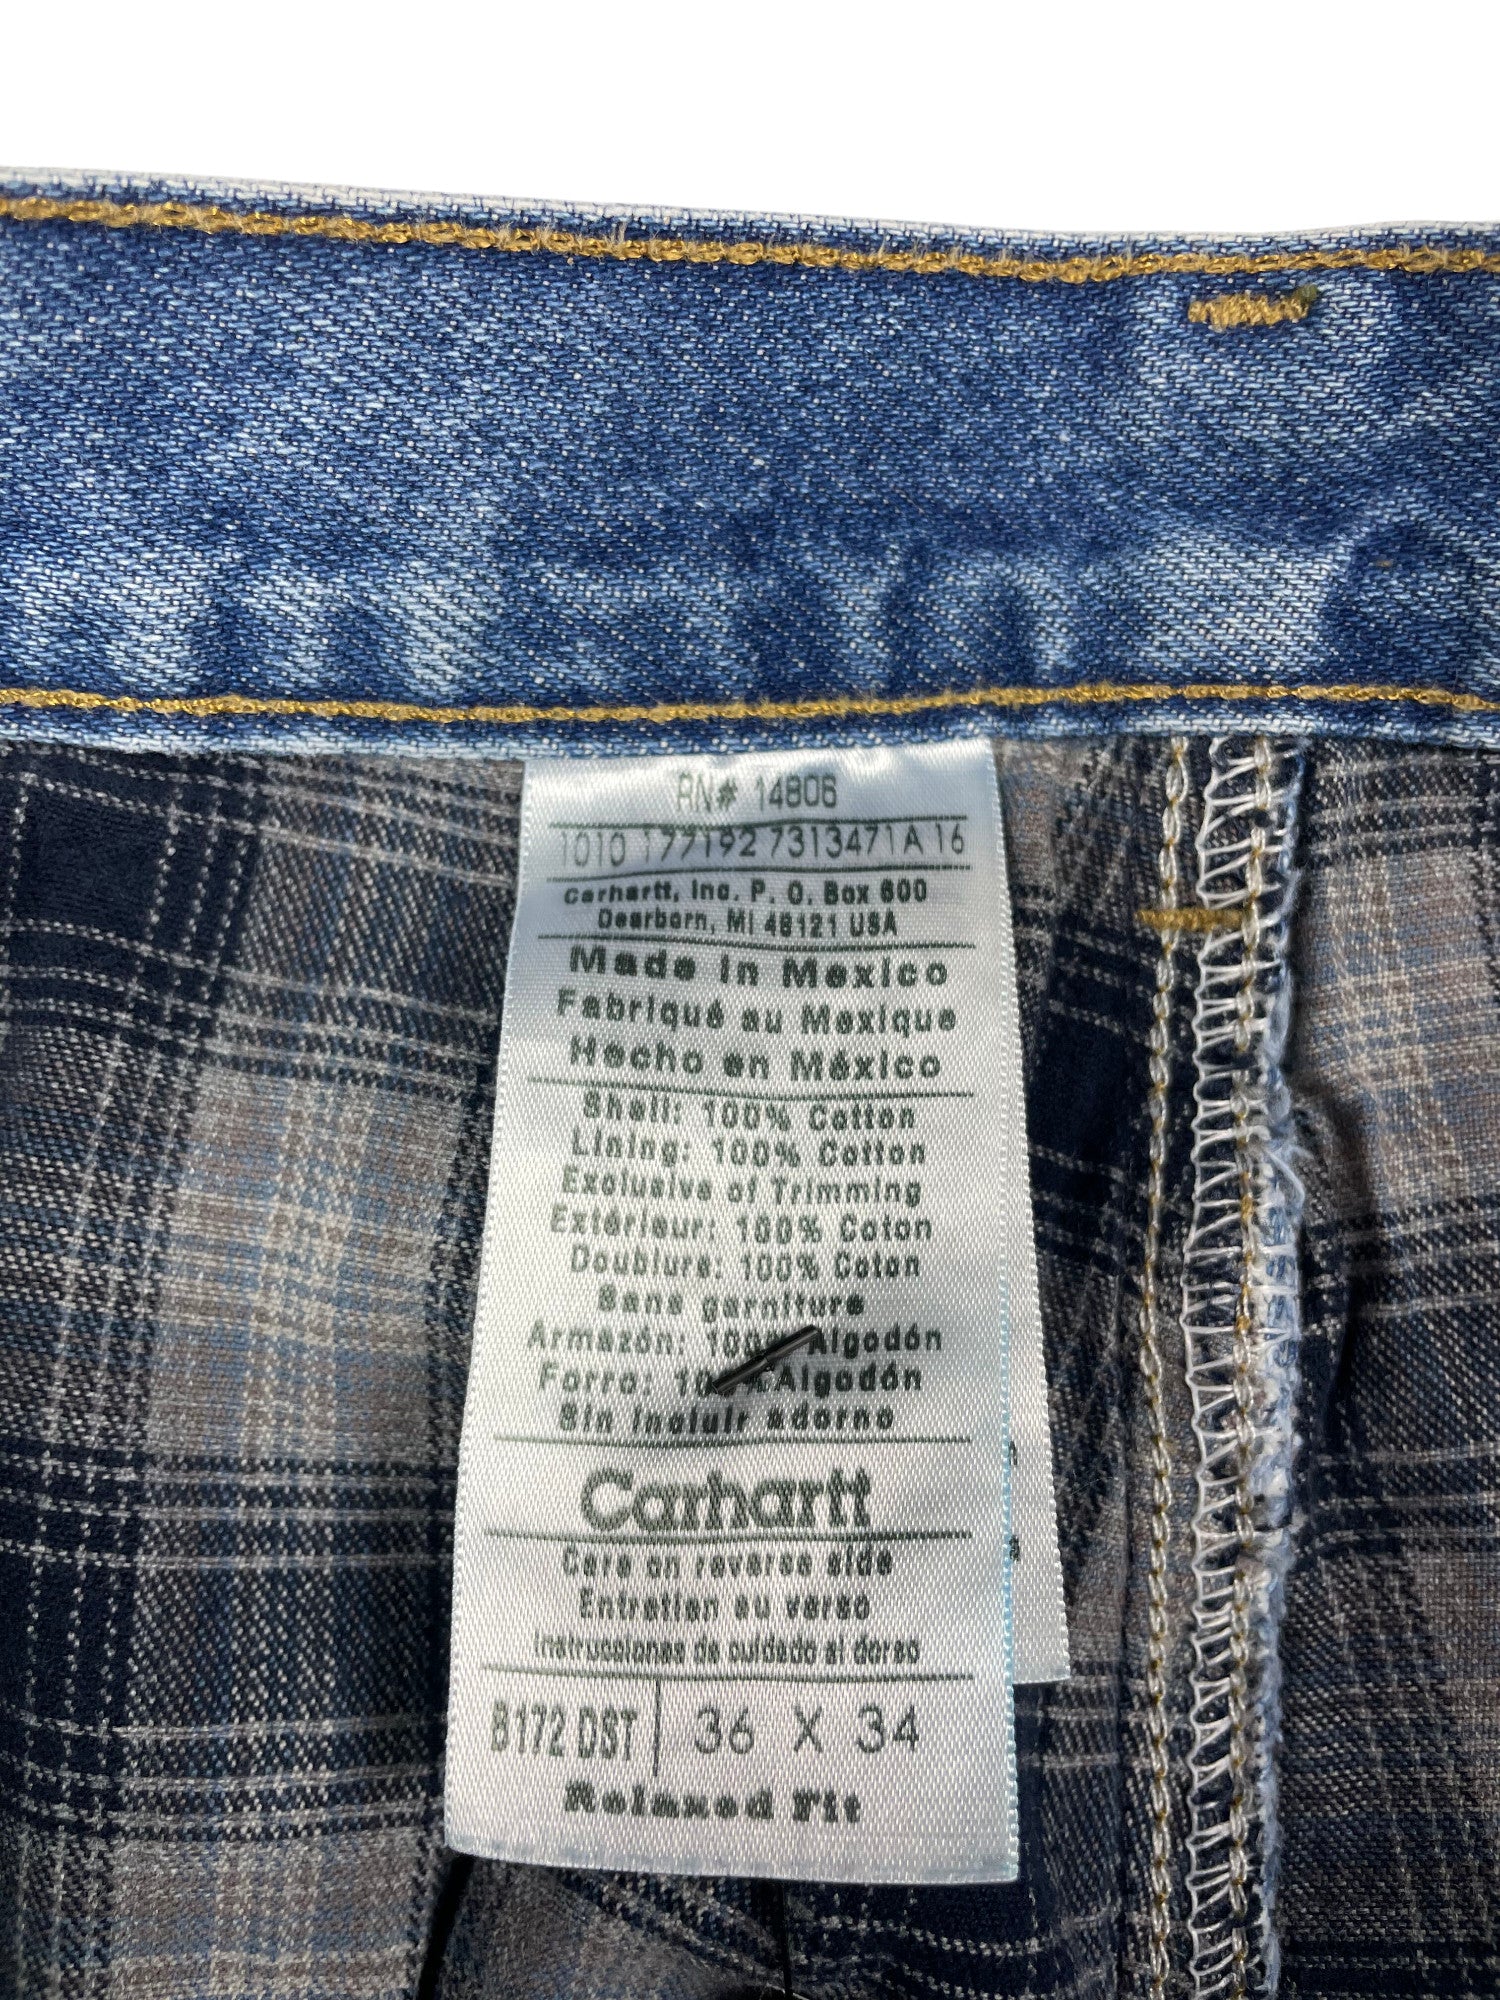 RN# 14806
1010 177192 7313471A 16
Carhartt, Inc. P. O. Box 600
Dearborn, MI 48121 USA
Made in Mexico
Fabriqué au Mexique
Hecho en México
Shell: 100% Cotton
Lining: 100% Cotton
Exclusive of Trimming
Extérieur: 100% Coton
Doublure: 100% Coton
Sans garniture
Armazón: 100% Algodón
Forro: 100% Algodón
Sin incluir adorno
Carhartt
Care on reverse side
Entretien au verso
Instrucciones de cuidado al dorso
B172 DST 36 X 34
Relaxed Fit